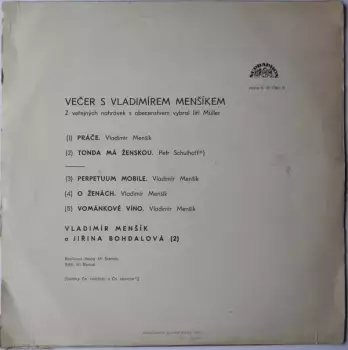 SUPRAPHON
VEČER S VLADIMÍREM MENŠÍKEM
Z veřejných nahrávek s obecenstvem vybral Jiří Müller
(1) PRÁČE. Vladimír Menšík
(2) TONDA MÁ ŽENSKOU. Petr Schulhoff
(3) PERPETUUM MOBILE. Vladimír Menšík
(4) O ŽENÁCH. Vladimír Menšík
(5) VOMÁNKOVÉ VÍNO. Vladimír Menšík
VLADIMÍR MENŠÍK
a JIŘINA BOHDALOVÁ (2)